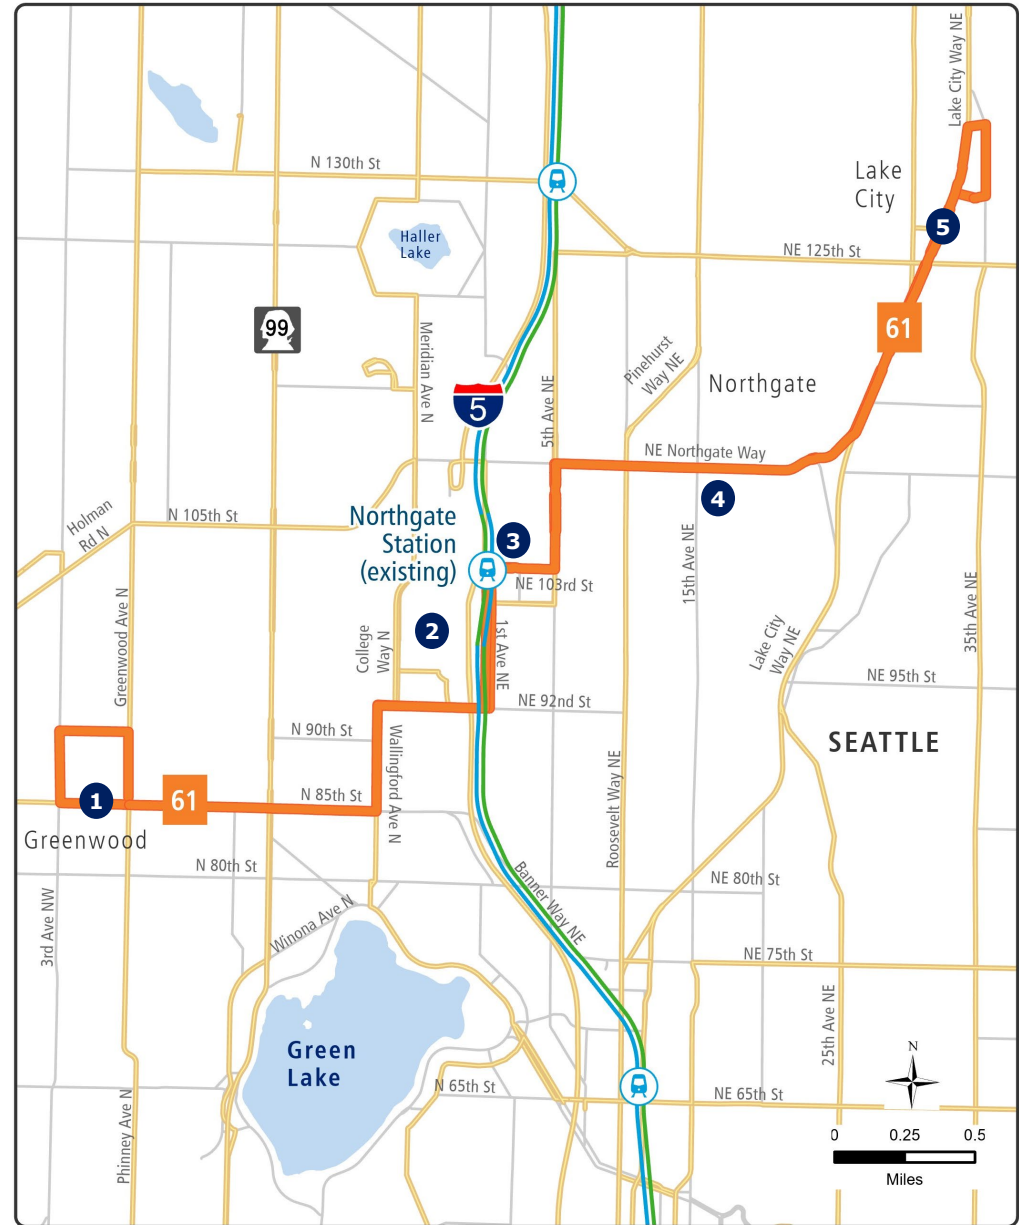 Lake City Way NE
N 130th St
Lake
City
5
Haller
Lake
NE 125th St
99
61
Meridian Ave N
Pinehurst
Way NE
Northgate
5
5th Ave NE
NE Northgate Way
4
Holman
Rd N
N 105th St
Northgate
Station
(existing)
3
NE 103rd St
15th Ave NE
35th Ave NE
Greenwood Ave N
College
Way N
2
1st Ave NE
Lake City
Way NE
NE 95th St
NE 92nd St
N 90th St
Wallingford Ave N
SEATTLE
1
61
N 85th St
Roosevelt Way NE
Greenwood
N 80th St
Banner Way NE
NE 80th St
3rd Ave NW
Winona Ave N
NE 75th St
25th Ave NE
Green
Lake
N 65th St
NE 65th St
Phinney Ave N
N
0 0.25 0.5
Miles